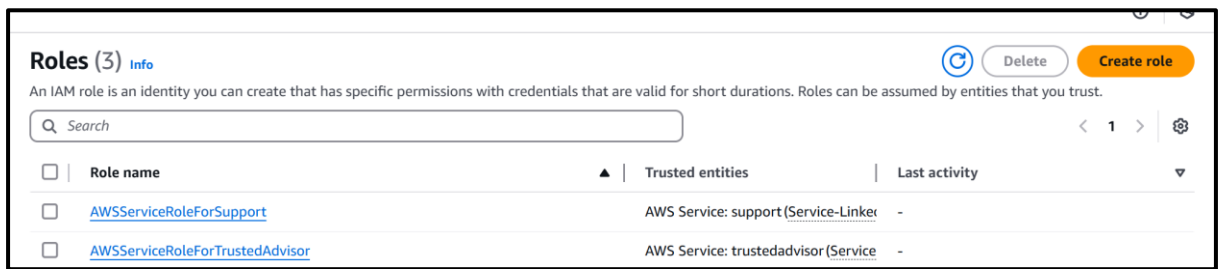 Roles (3) Info
Delete
Create role
An IAM role is an identity you can create that has specific permissions with credentials that are valid for short durations. Roles can be assumed by entities that you trust.
Search
1
Role name
Trusted entities
Last activity
AWSServiceRoleForSupport
AWS Service: support (Service-Linked
-
AWSServiceRoleForTrustedAdvisor
AWS Service: trustedadvisor (Service
-